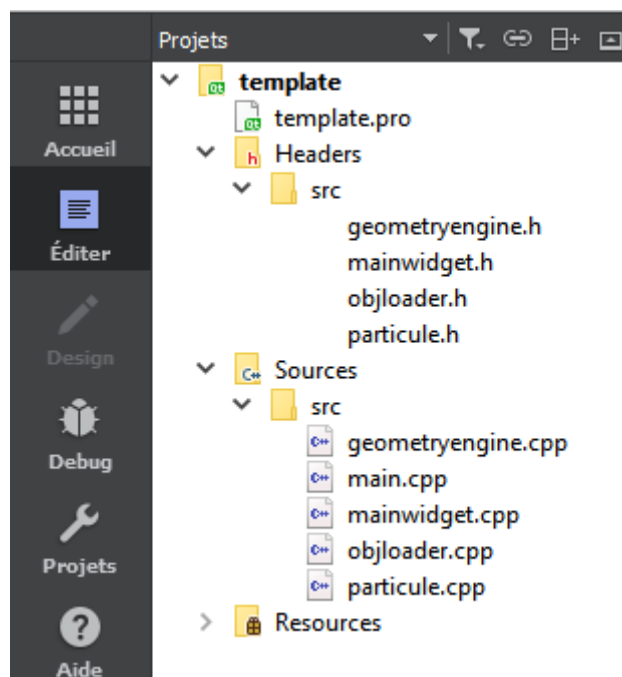 Projets
template
template.pro
Headers
src
geometryengine.h
mainwidget.h
objloader.h
particule.h
Sources
src
geometryengine.cpp
main.cpp
mainwidget.cpp
objloader.cpp
particule.cpp
Resources
Accueil
Éditer
Design
Debug
Projets
Aide